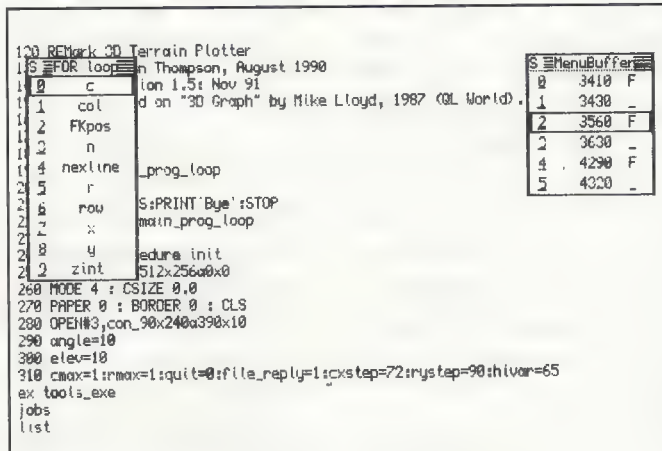 120 REMark 3D Terrain Plotter
S FOR loop
n Thompson, August 1990
ion 1.5: Nov 91
d on "3D Graph" by Mike Lloyd, 1987 (QL World).
0 c
1 col
2 FKpos
3 n
4 nexline
5 r
6 row
7 x
8 y
9 zint
_prog_loop
S:PRINT'Bye':STOP
main_prog_loop
edure init
512x256a0x0
260 MODE 4 : CSIZE 0,0
270 PAPER 0 : BORDER 0 : CLS
280 OPEN#3,con_90x240a390x10
290 angle=10
300 elev=10
310 cmax=1:rmax=1:quit=0:file_reply=1:cxstep=72:rystep=90:hivar=65
ex tools_exe
jobs
list
S MenuBuffer
0 3410 F
1 3430 _
2 3560 F
3 3630 _
4 4290 F
5 4320 _